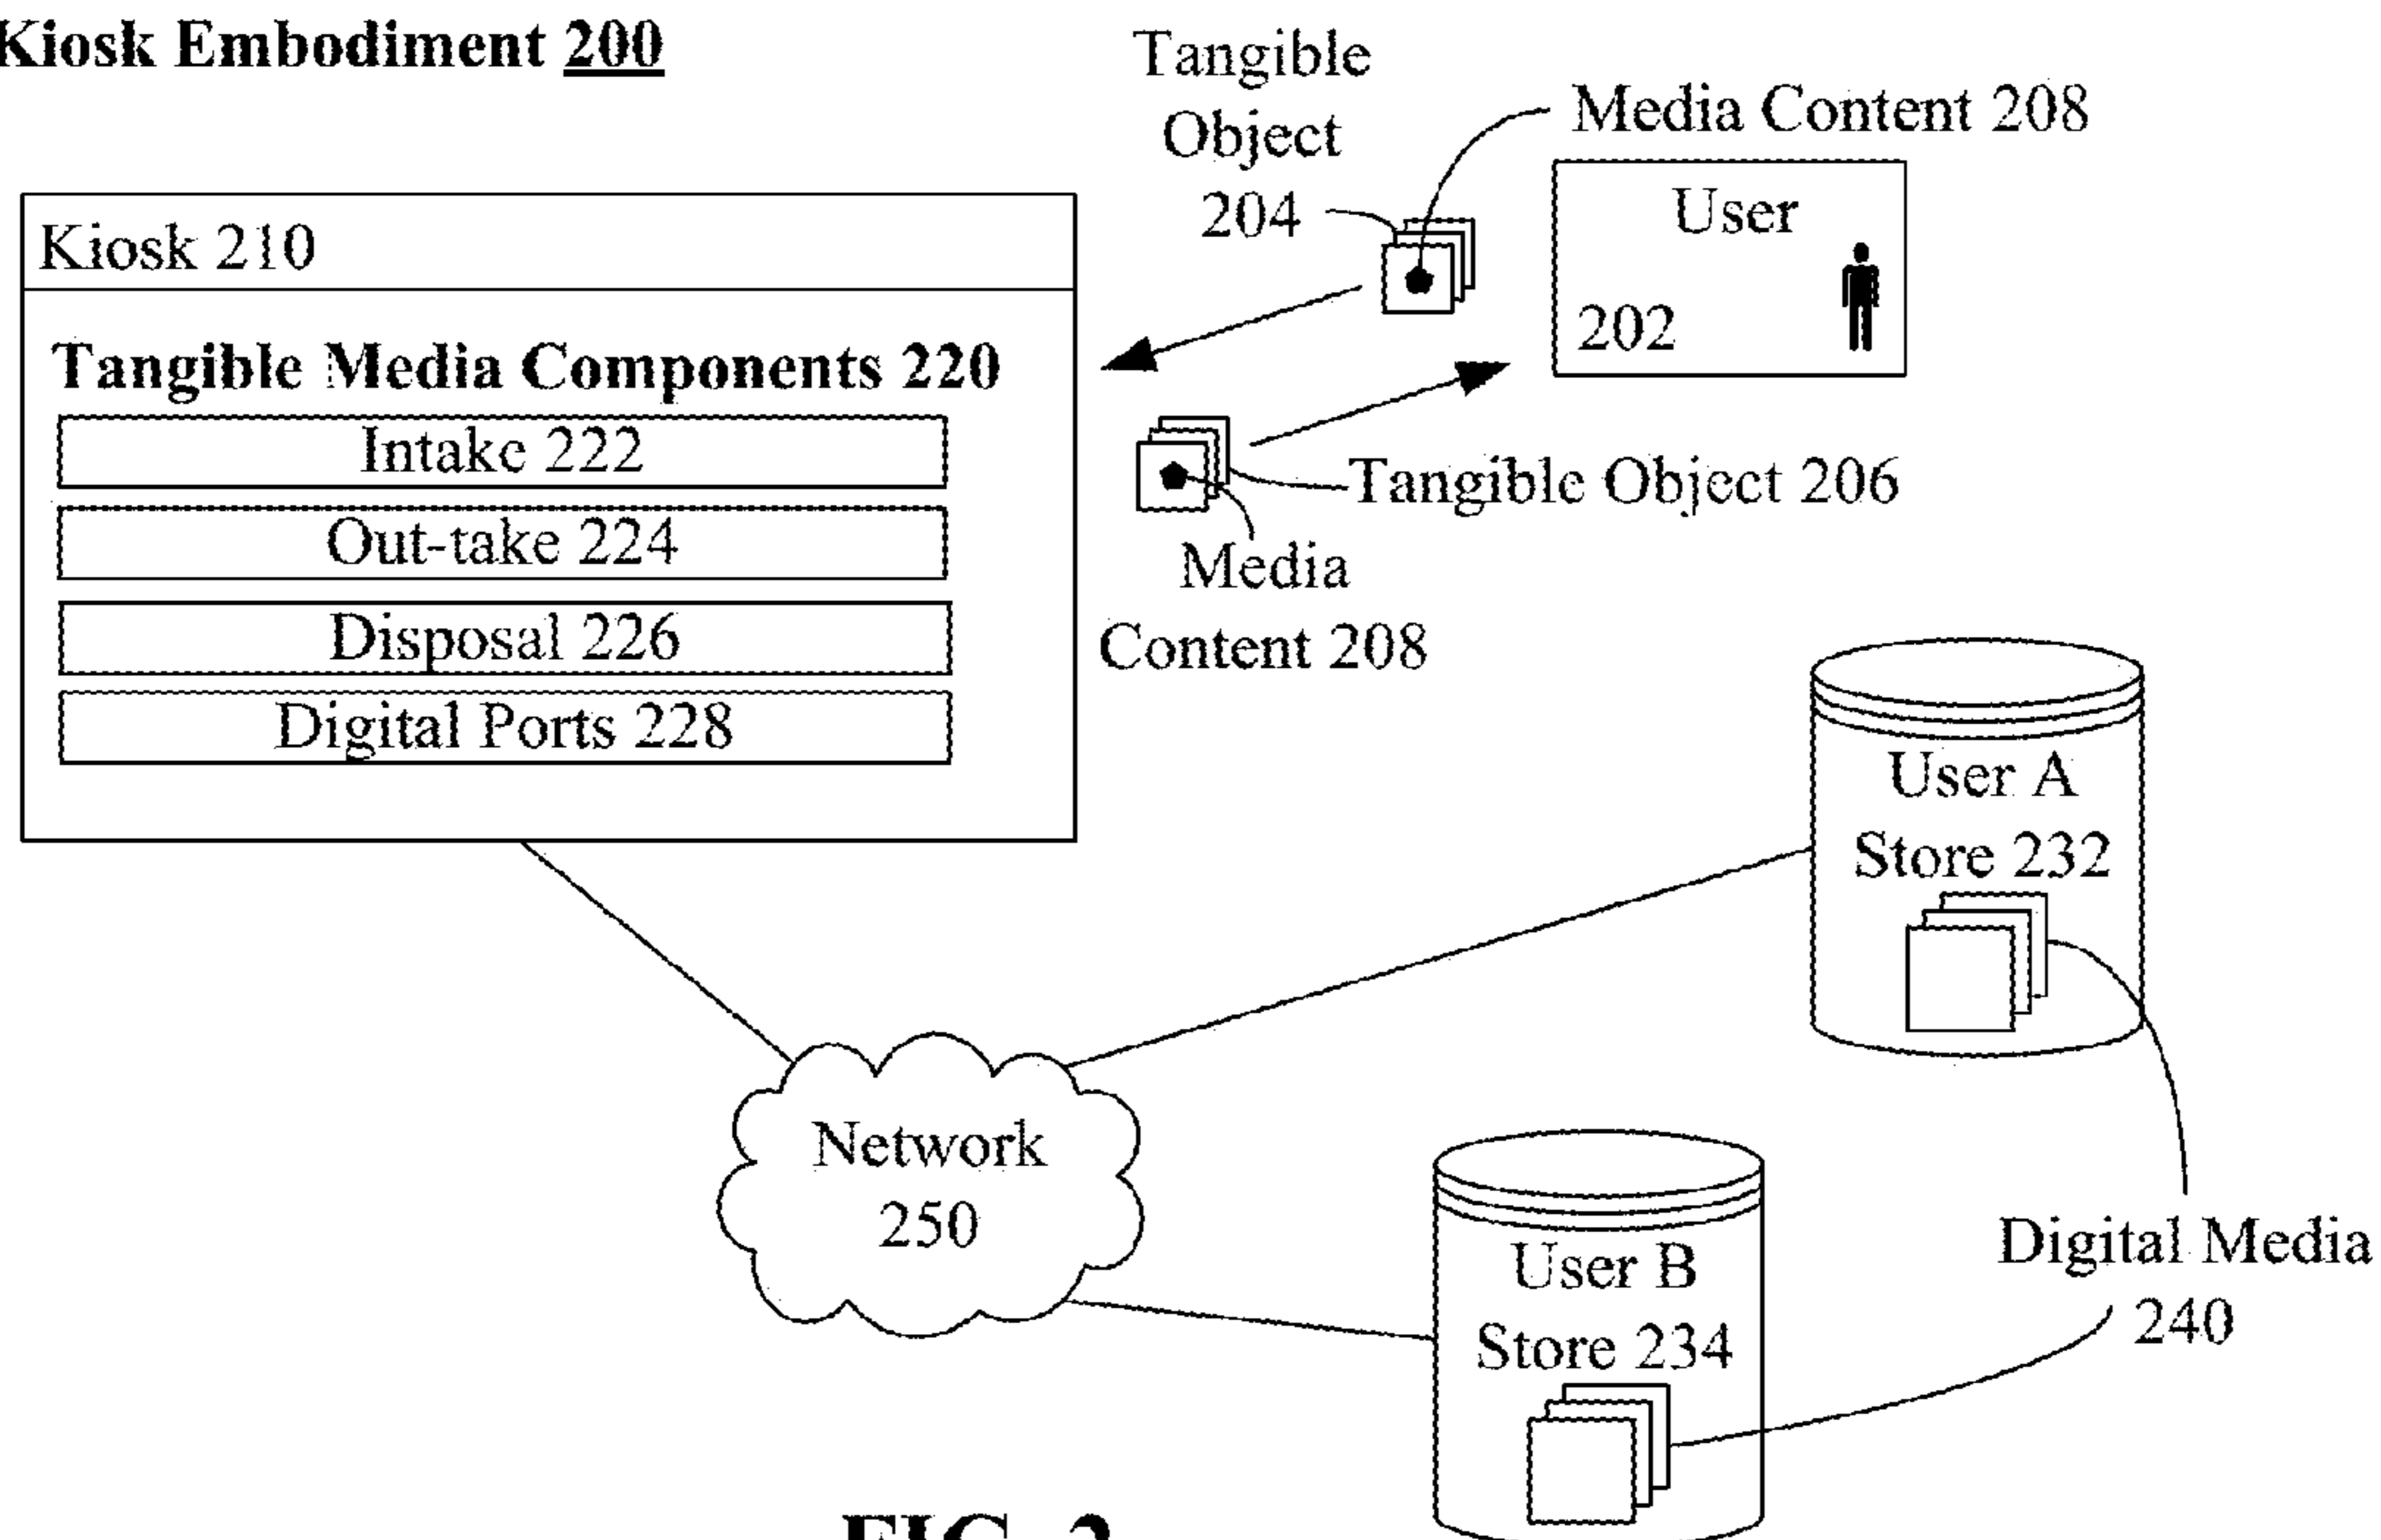 Kiosk Embodiment 200
Tangible
Object
204
Media Content 208
User
202
Kiosk 210
Tangible Media Components 220
Intake 222
Out-take 224
Disposal 226
Digital Ports 228
Tangible Object 206
Media
Content 208
User A
Store 232
Network
250
User B
Store 234
Digital Media
240
FIG. 2